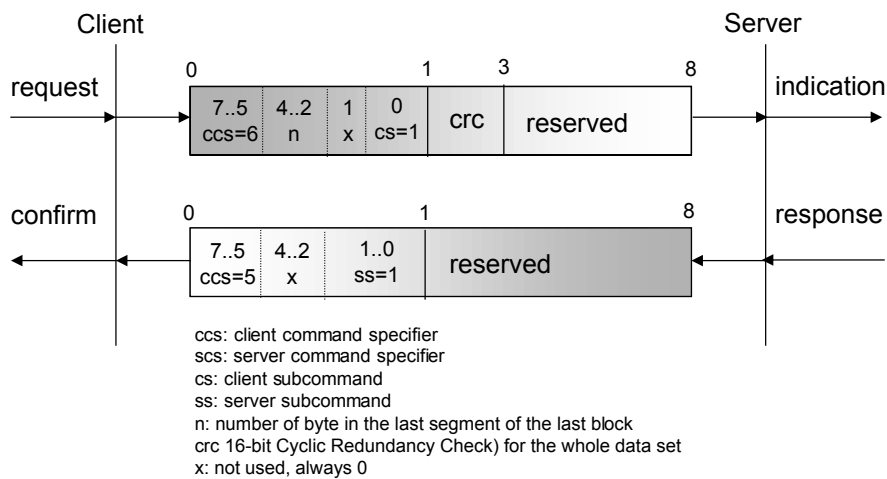 Client Server
0 1 3 8
request indication
7..5 4..2 1 0
ccs=6 n x cs=1 crc reserved
confirm response
0 1 8
7..5 4..2 1..0
ccs=5 x ss=1 reserved
ccs: client command specifier
scs: server command specifier
cs: client subcommand
ss: server subcommand
n: number of byte in the last segment of the last block
crc 16-bit Cyclic Redundancy Check) for the whole data set
x: not used, always 0